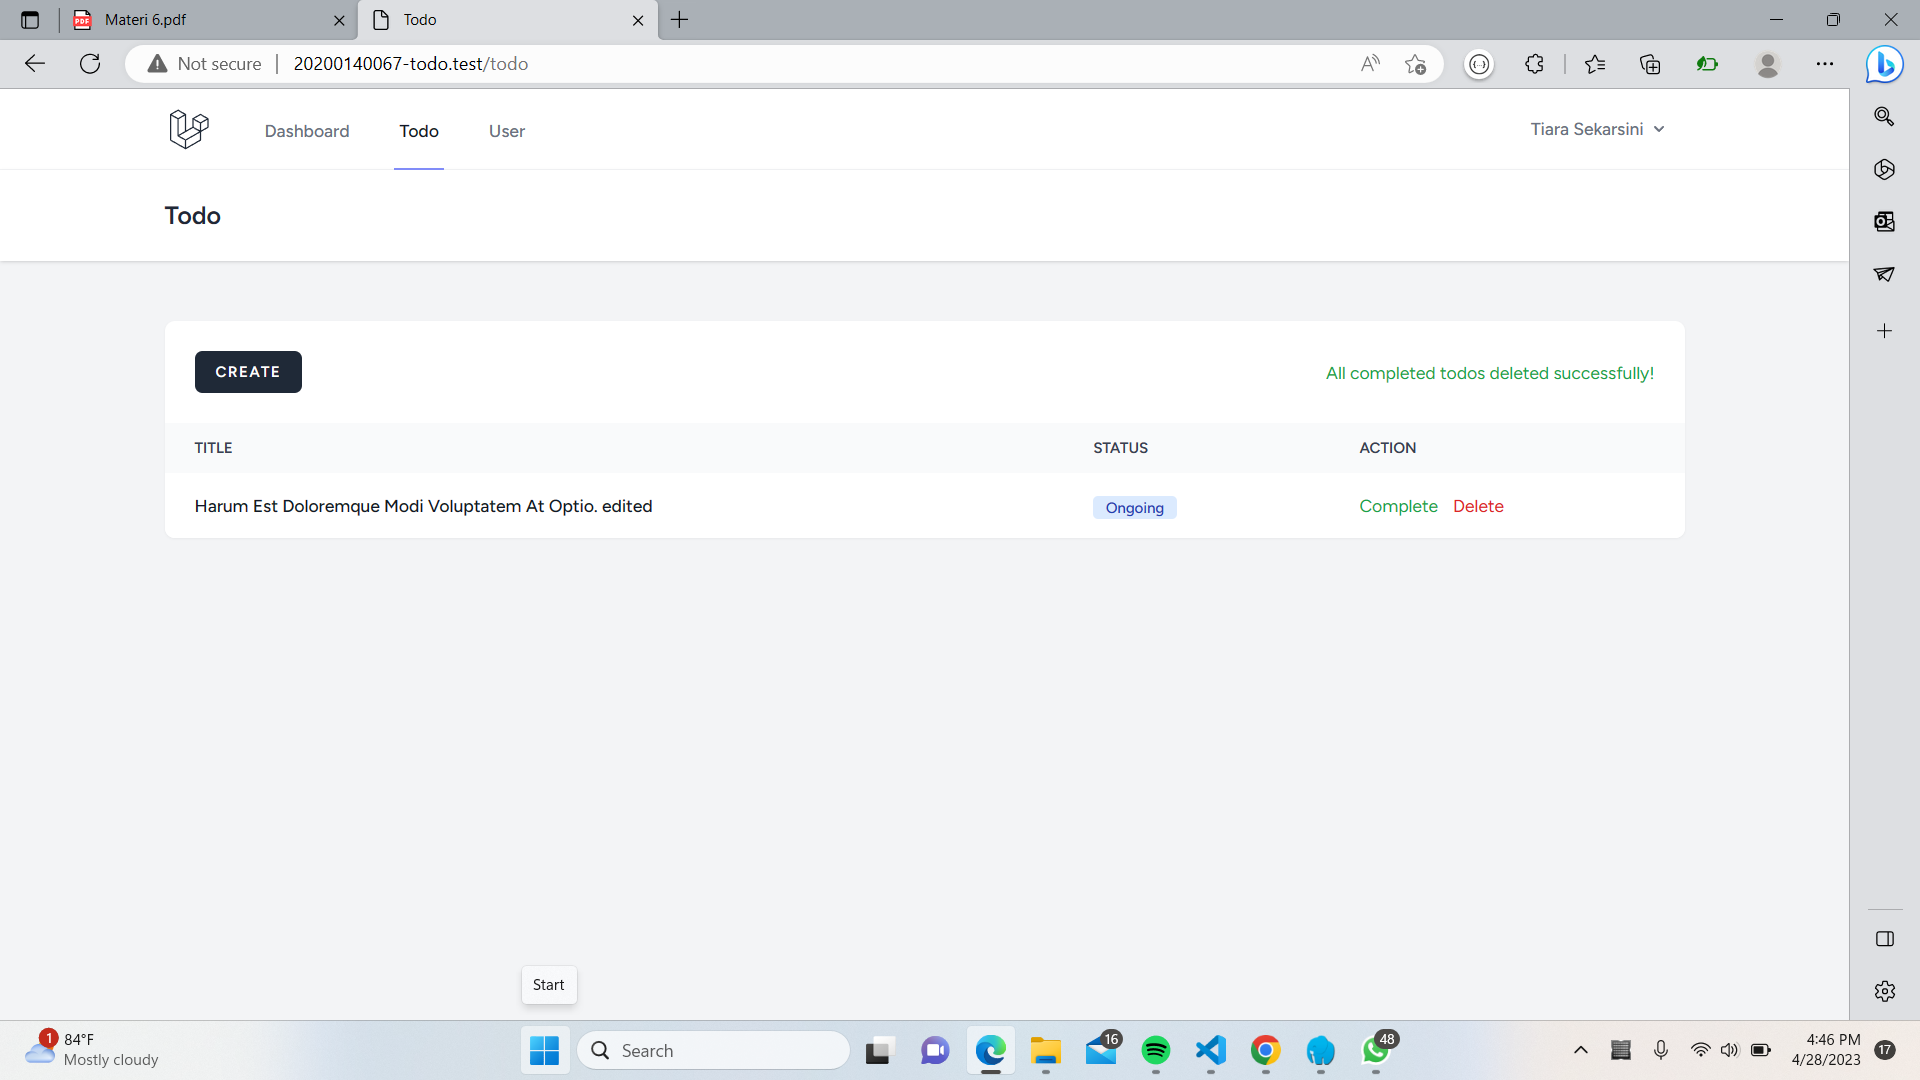 Materi 6.pdf
Todo
Not secure
20200140067-todo.test/todo
Dashboard
Todo
User
Tiara Sekarsini
Todo
CREATE
All completed todos deleted successfully!
TITLE
STATUS
ACTION
Harum Est Doloremque Modi Voluptatem At Optio. edited
Ongoing
Complete
Delete
Start
1
84°F
Mostly cloudy
Search
16
48
4:46 PM
4/28/2023
17